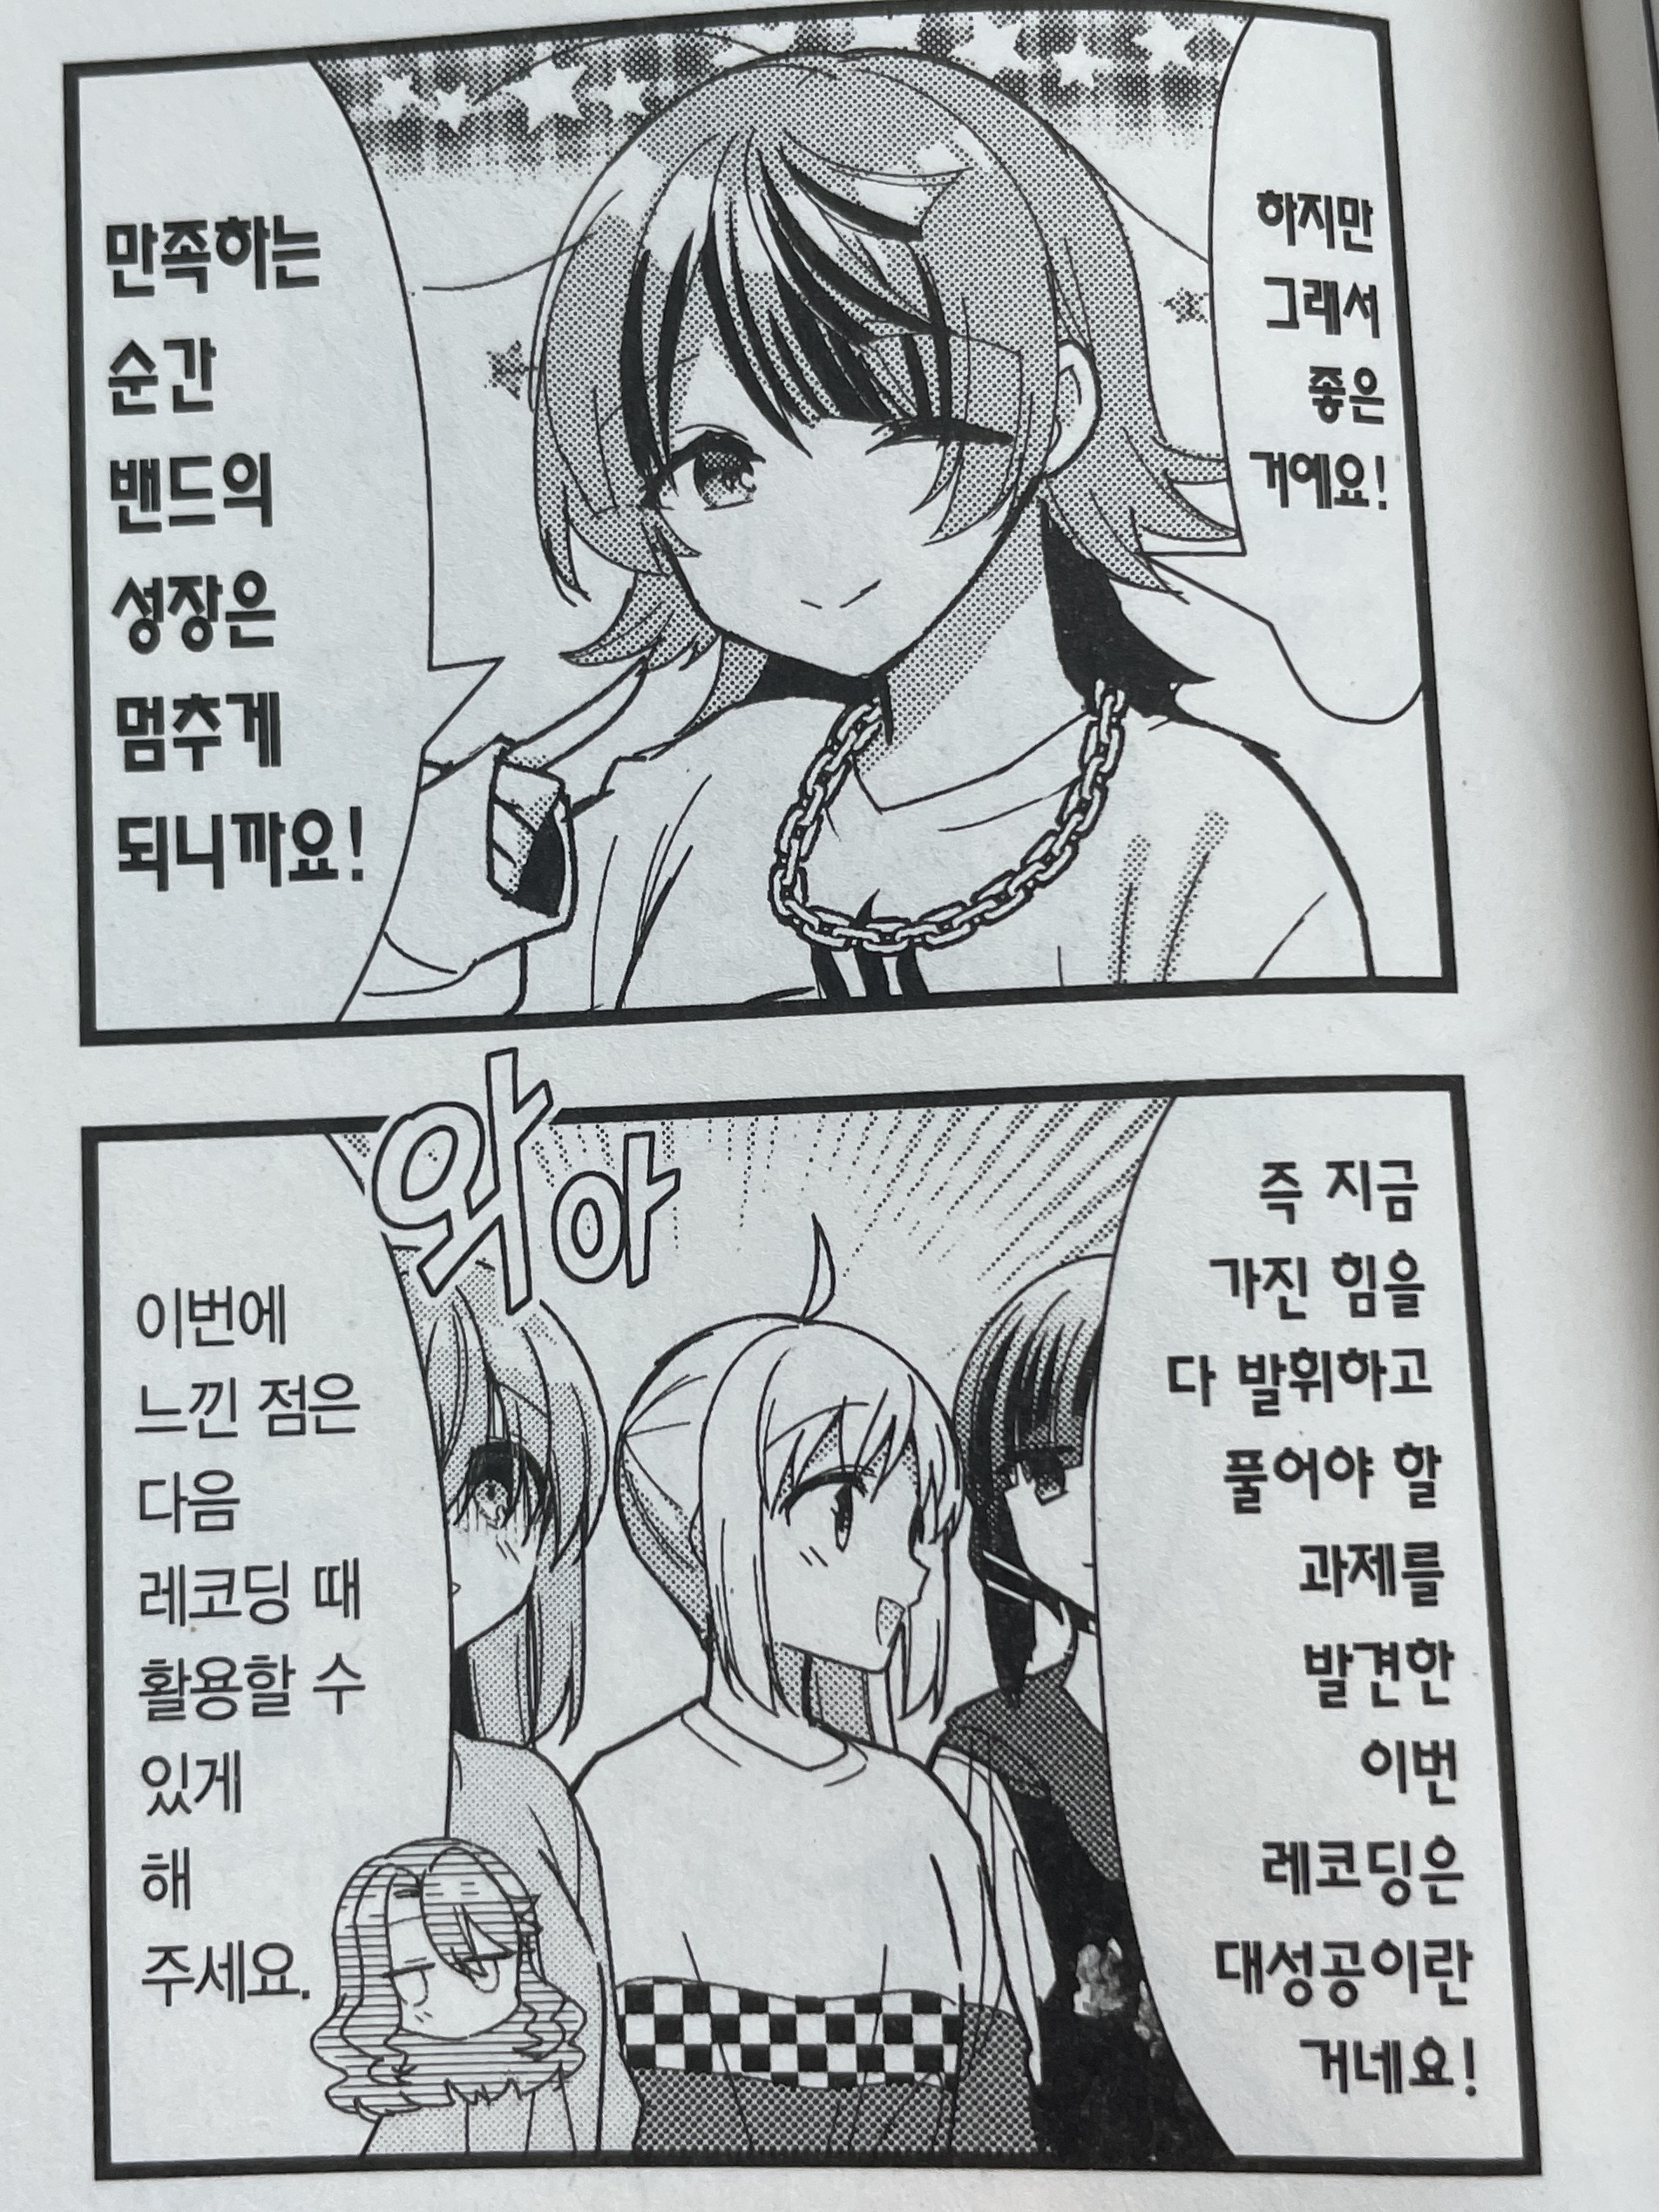 하지만
그래서
좋은
거예요!
만족하는
순간
밴드의
성장은
멈추게
되니까요!
즉 지금
가진 힘을
다 발휘하고
풀어야 할
과제를
발견한
이번
레코딩은
대성공이란
거네요!
와아
이번에
느낀 점은
다음
레코딩 때
활용할 수
있게
해
주세요.